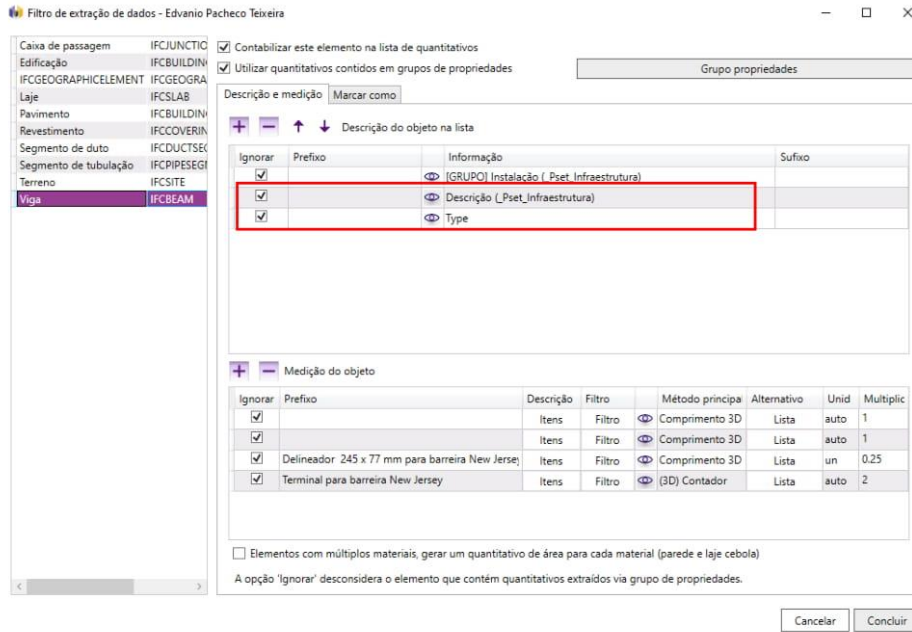 Filtro de extração de dados - Edvanio Pacheco Teixeira
Caixa de passagem IFCJUNCTIO
Edificação IFCBUILDIN
IFCGEOGRAPHICELEMENT IFCGEOGRA
Laje IFCSLAB
Pavimento IFCBUILDIN
Revestimento IFCCOVERIN
Segmento de duto IFCDUCTSEG
Segmento de tubulação IFCPIPESEGI
Terreno IFCSITE
Viga IFCBEAM
Contabilizar este elemento na lista de quantitativos
Utilizar quantitativos contidos em grupos de propriedades
Grupo propriedades
Descrição e medição Marcar como
Descrição do objeto na lista
Ignorar Prefixo Informação Sufixo
[GRUPO] Instalação (_Pset_Infraestrutura)
Descrição (_Pset_Infraestrutura)
Type
Medição do objeto
Ignorar Prefixo Descrição Filtro Método principa Alternativo Unid Multiplic
Itens Filtro Comprimento 3D Lista auto 1
Itens Filtro Comprimento 3D Lista auto 1
Delineador 245 x 77 mm para barreira New Jersey Itens Filtro Comprimento 3D Lista un 0.25
Terminal para barreira New Jersey Itens Filtro (3D) Contador Lista auto 2
Elementos com múltiplos materiais, gerar um quantitativo de área para cada material (parede e laje cebola)
A opção 'Ignorar' desconsidera o elemento que contém quantitativos extraídos via grupo de propriedades.
Cancelar Concluir